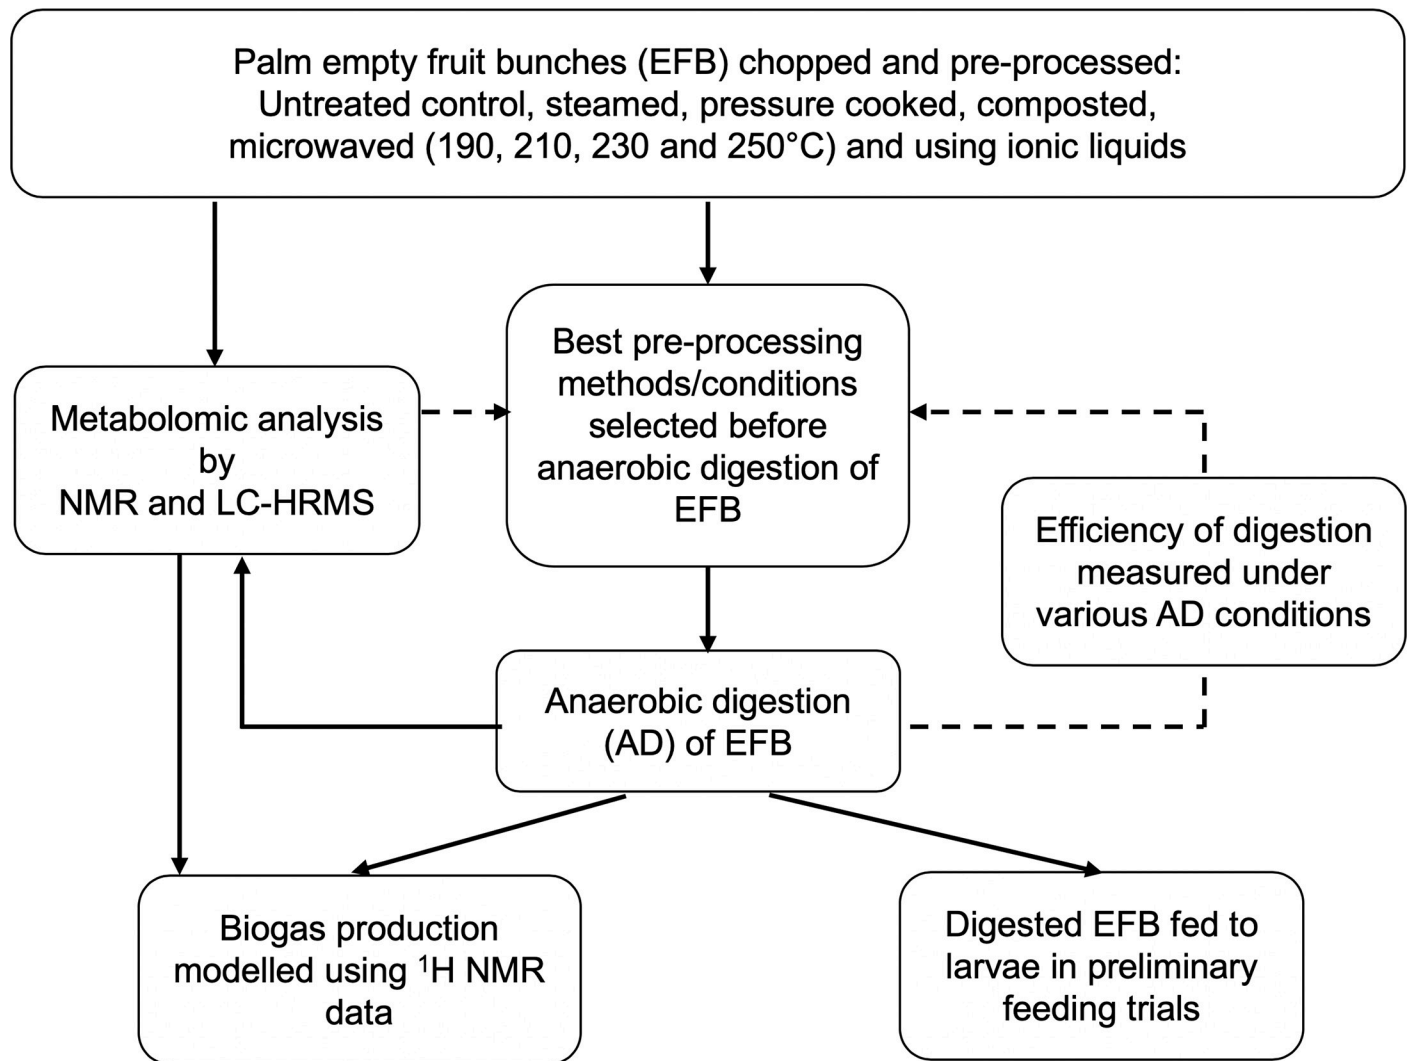 Palm empty fruit bunches (EFB) chopped and pre-processed:
Untreated control, steamed, pressure cooked, composted,
microwaved (190, 210, 230 and 250°C) and using ionic liquids
Best pre-processing
methods/conditions
selected before
anaerobic digestion of
EFB
Metabolomic analysis
by
NMR and LC-HRMS
Efficiency of digestion
measured under
various AD conditions
Anaerobic digestion
(AD) of EFB
Biogas production
modelled using ¹H NMR
data
Digested EFB fed to
larvae in preliminary
feeding trials